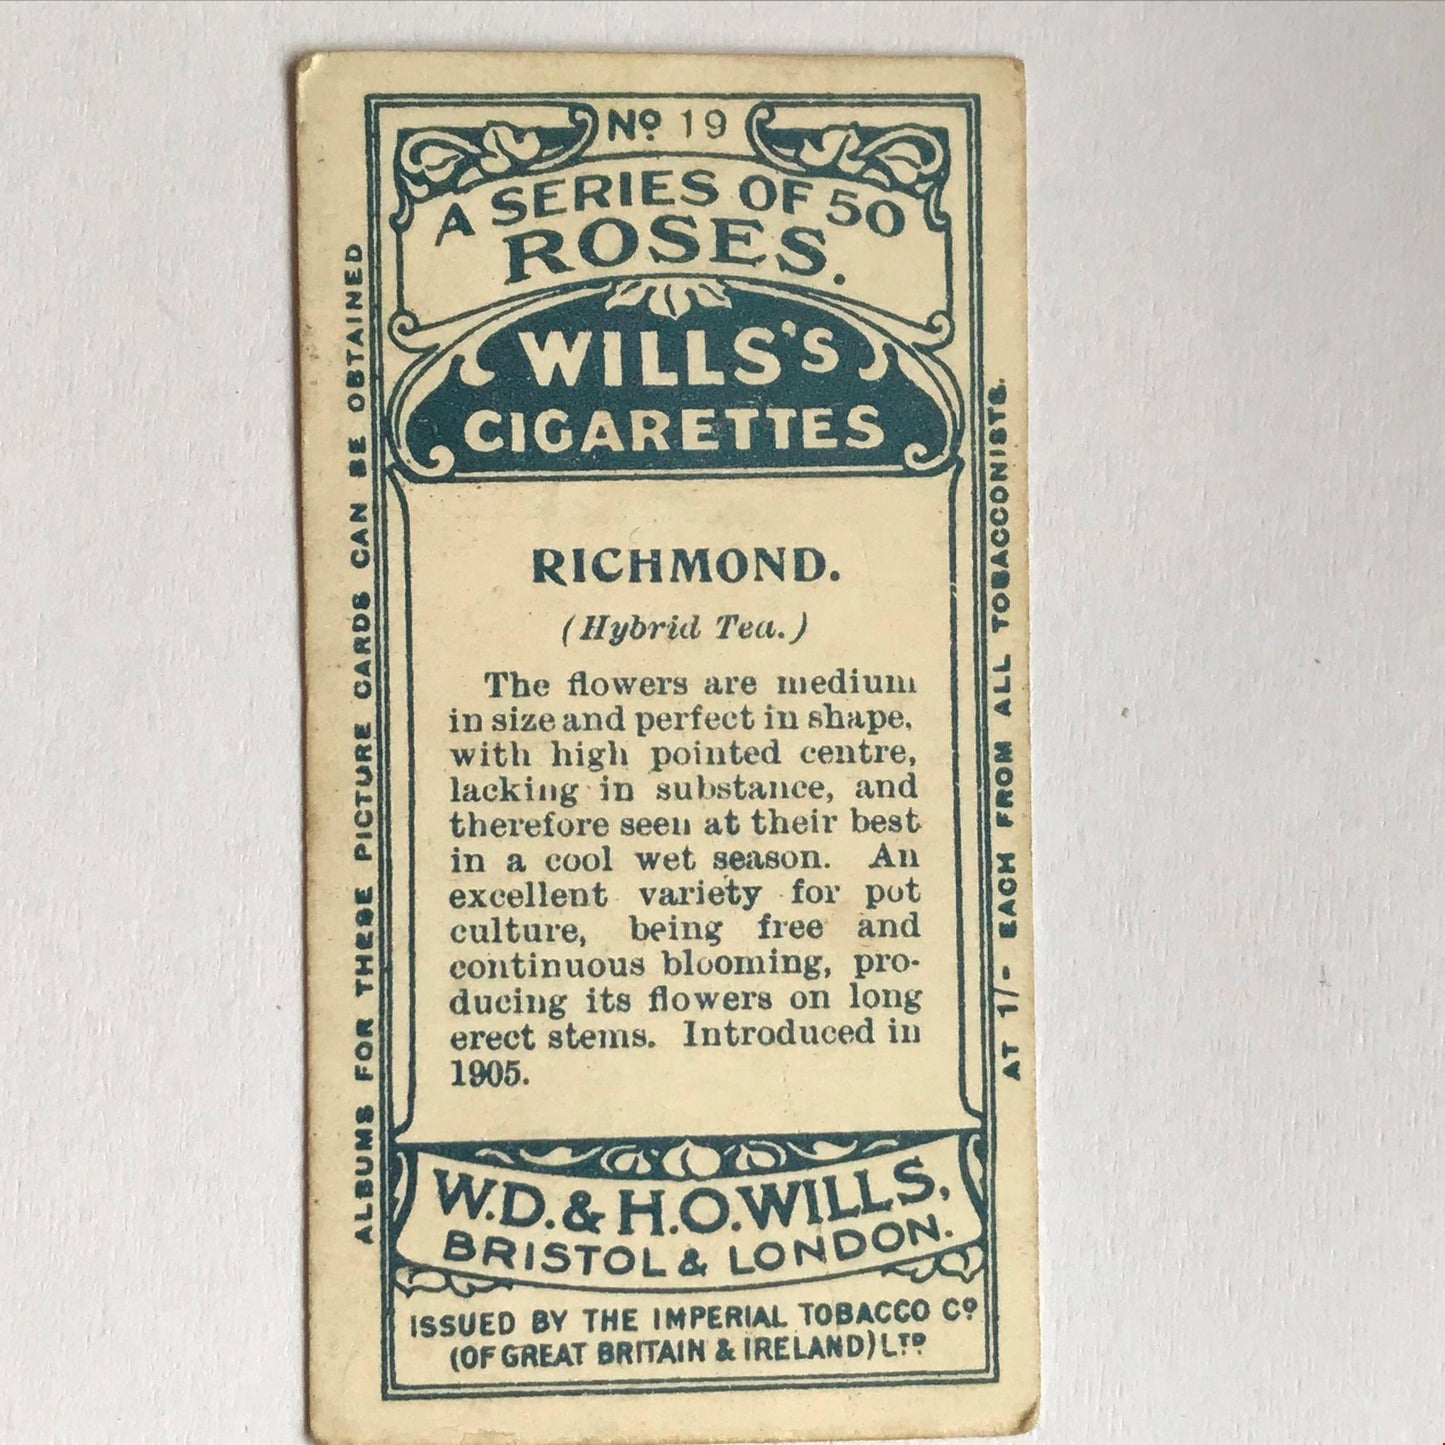 No 19
A SERIES OF 50
ROSES.
WILLS'S
CIGARETTES
RICHMOND.
(Hybrid Tea.)
The flowers are medium
in size and perfect in shape,
with high pointed centre,
lacking in substance, and
therefore seen at their best
in a cool wet season. An
excellent variety for pot
culture, being free and
continuous blooming, pro-
ducing its flowers on long
erect stems. Introduced in
1905.
W.D. & H.O. WILLS,
BRISTOL & LONDON.
ISSUED BY THE IMPERIAL TOBACCO Co
(OF GREAT BRITAIN & IRELAND) LTD
ALBUMS FOR THESE PICTURE CARDS CAN BE OBTAINED
AT 1/- EACH FROM ALL TOBACCONISTS.